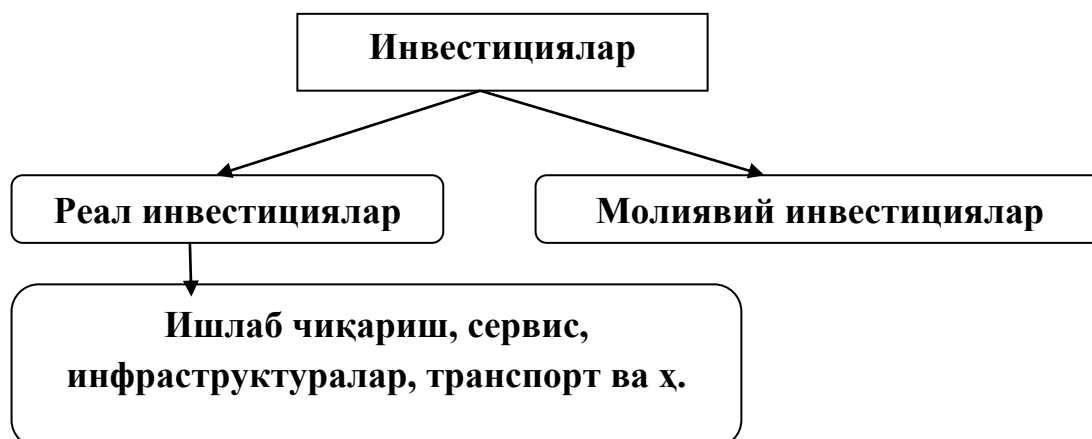 Инвестициялар
Реал инвестициялар
Молиявий инвестициялар
Ишлаб чиқариш, сервис,
инфраструктуралар, транспорт ва ҳ.